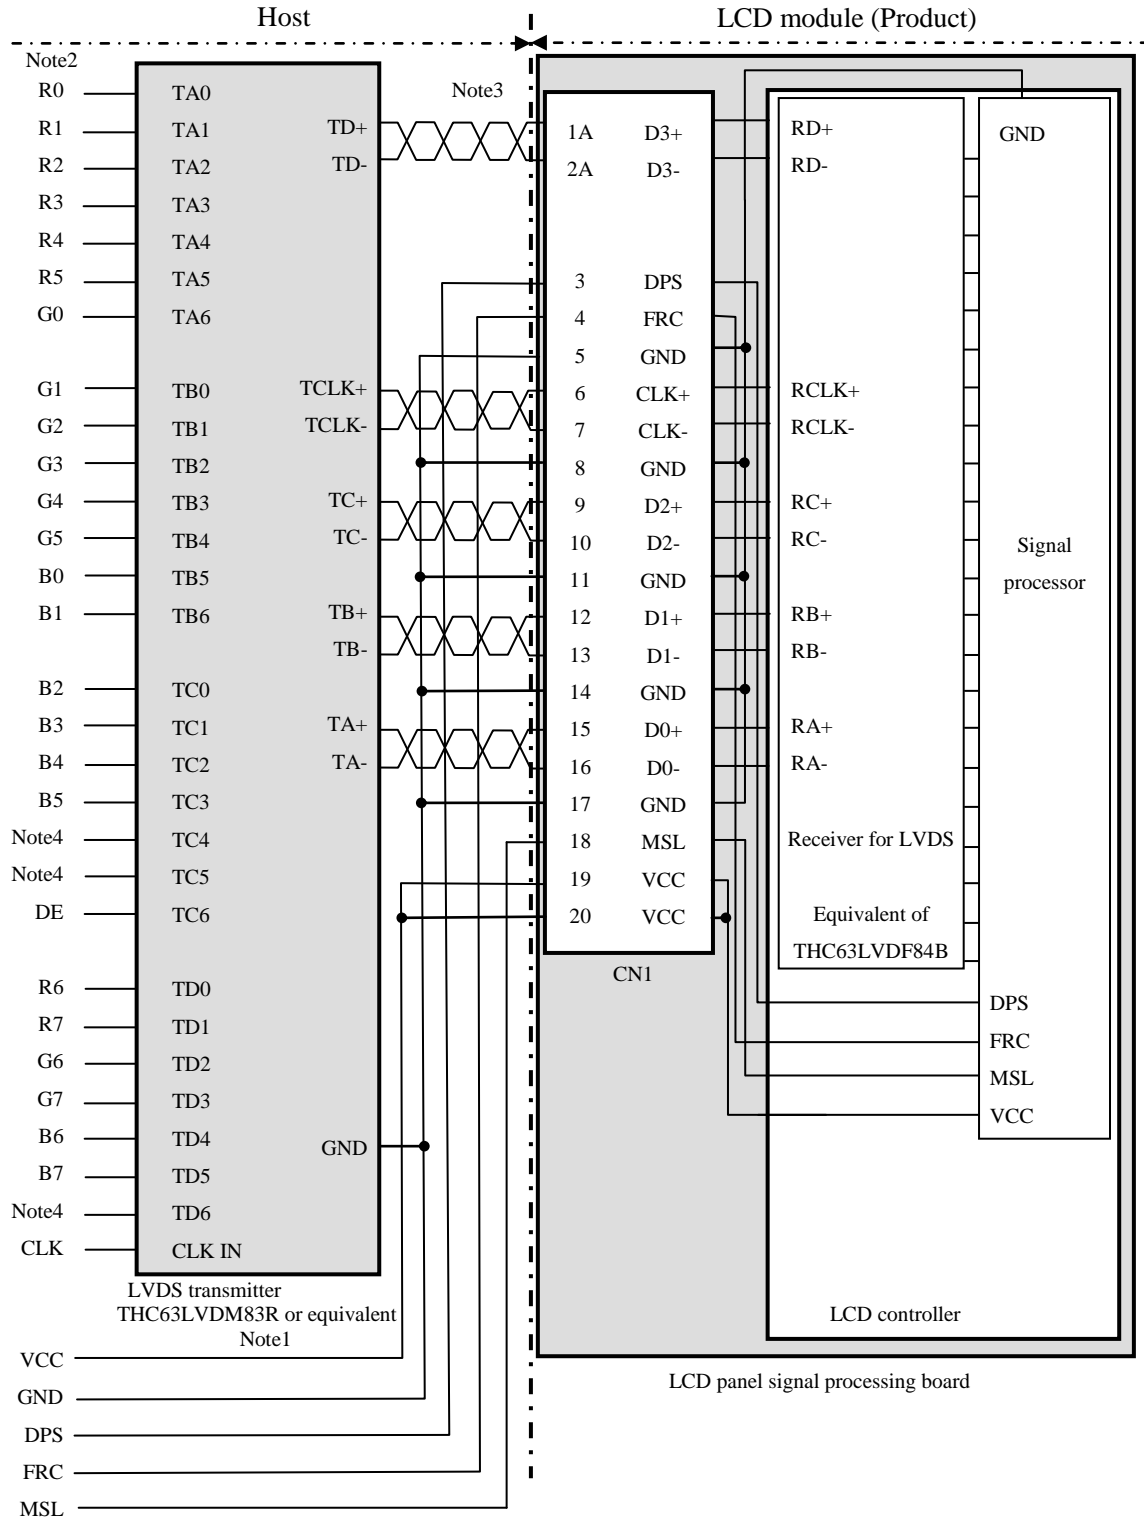 Host
LCD module (Product)
Note2
Note3
R0 TA0
R1 TA1
R2 TA2
R3 TA3
R4 TA4
R5 TA5
G0 TA6
G1 TB0
G2 TB1
G3 TB2
G4 TB3
G5 TB4
B0 TB5
B1 TB6
B2 TC0
B3 TC1
B4 TC2
B5 TC3
Note4 TC4
Note4 TC5
DE TC6
R6 TD0
R7 TD1
G6 TD2
G7 TD3
B6 TD4
B7 TD5
Note4 TD6
CLK CLK IN
TD+
TD-
TCLK+
TCLK-
TC+
TC-
TB+
TB-
TA+
TA-
GND
LVDS transmitter
THC63LVDM83R or equivalent
Note1
VCC
GND
DPS
FRC
MSL
1A D3+
2A D3-
3 DPS
4 FRC
5 GND
6 CLK+
7 CLK-
8 GND
9 D2+
10 D2-
11 GND
12 D1+
13 D1-
14 GND
15 D0+
16 D0-
17 GND
18 MSL
19 VCC
20 VCC
CN1
RD+
RD-
RCLK+
RCLK-
RC+
RC-
RB+
RB-
RA+
RA-
Receiver for LVDS
Equivalent of
THC63LVDF84B
GND
Signal
processor
DPS
FRC
MSL
VCC
LCD controller
LCD panel signal processing board